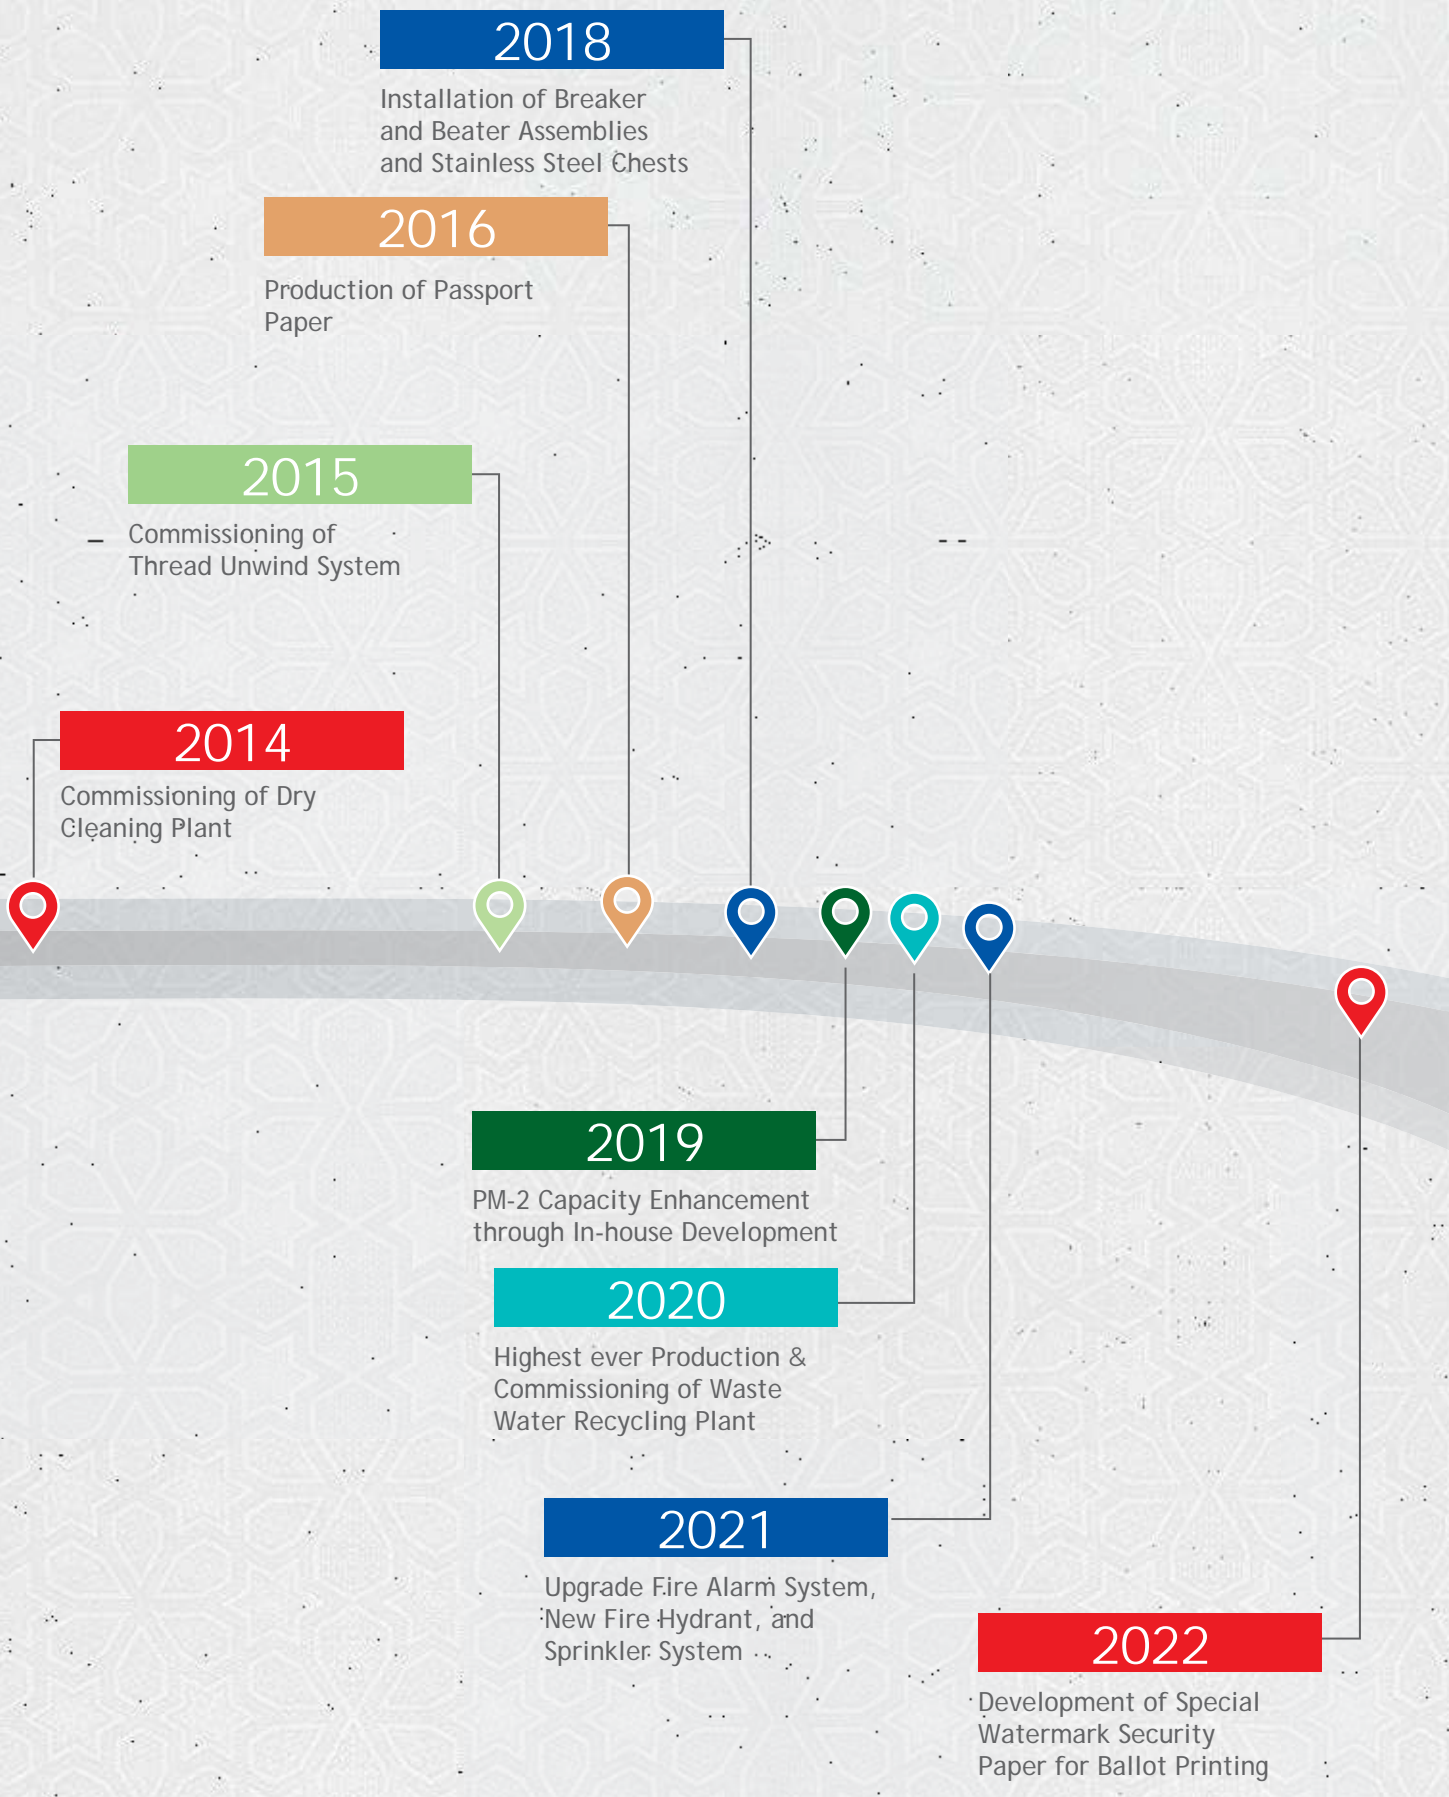 2018
Installation of Breaker
and Beater Assemblies
and Stainless Steel Chests
2016
Production of Passport
Paper
2015
Commissioning of
Thread Unwind System
2014
Commissioning of Dry
Cleaning Plant
2019
PM-2 Capacity Enhancement
through In-house Development
2020
Highest ever Production &
Commissioning of Waste
Water Recycling Plant
2021
Upgrade Fire Alarm System,
New Fire Hydrant, and
Sprinkler System
2022
Development of Special
Watermark Security
Paper for Ballot Printing